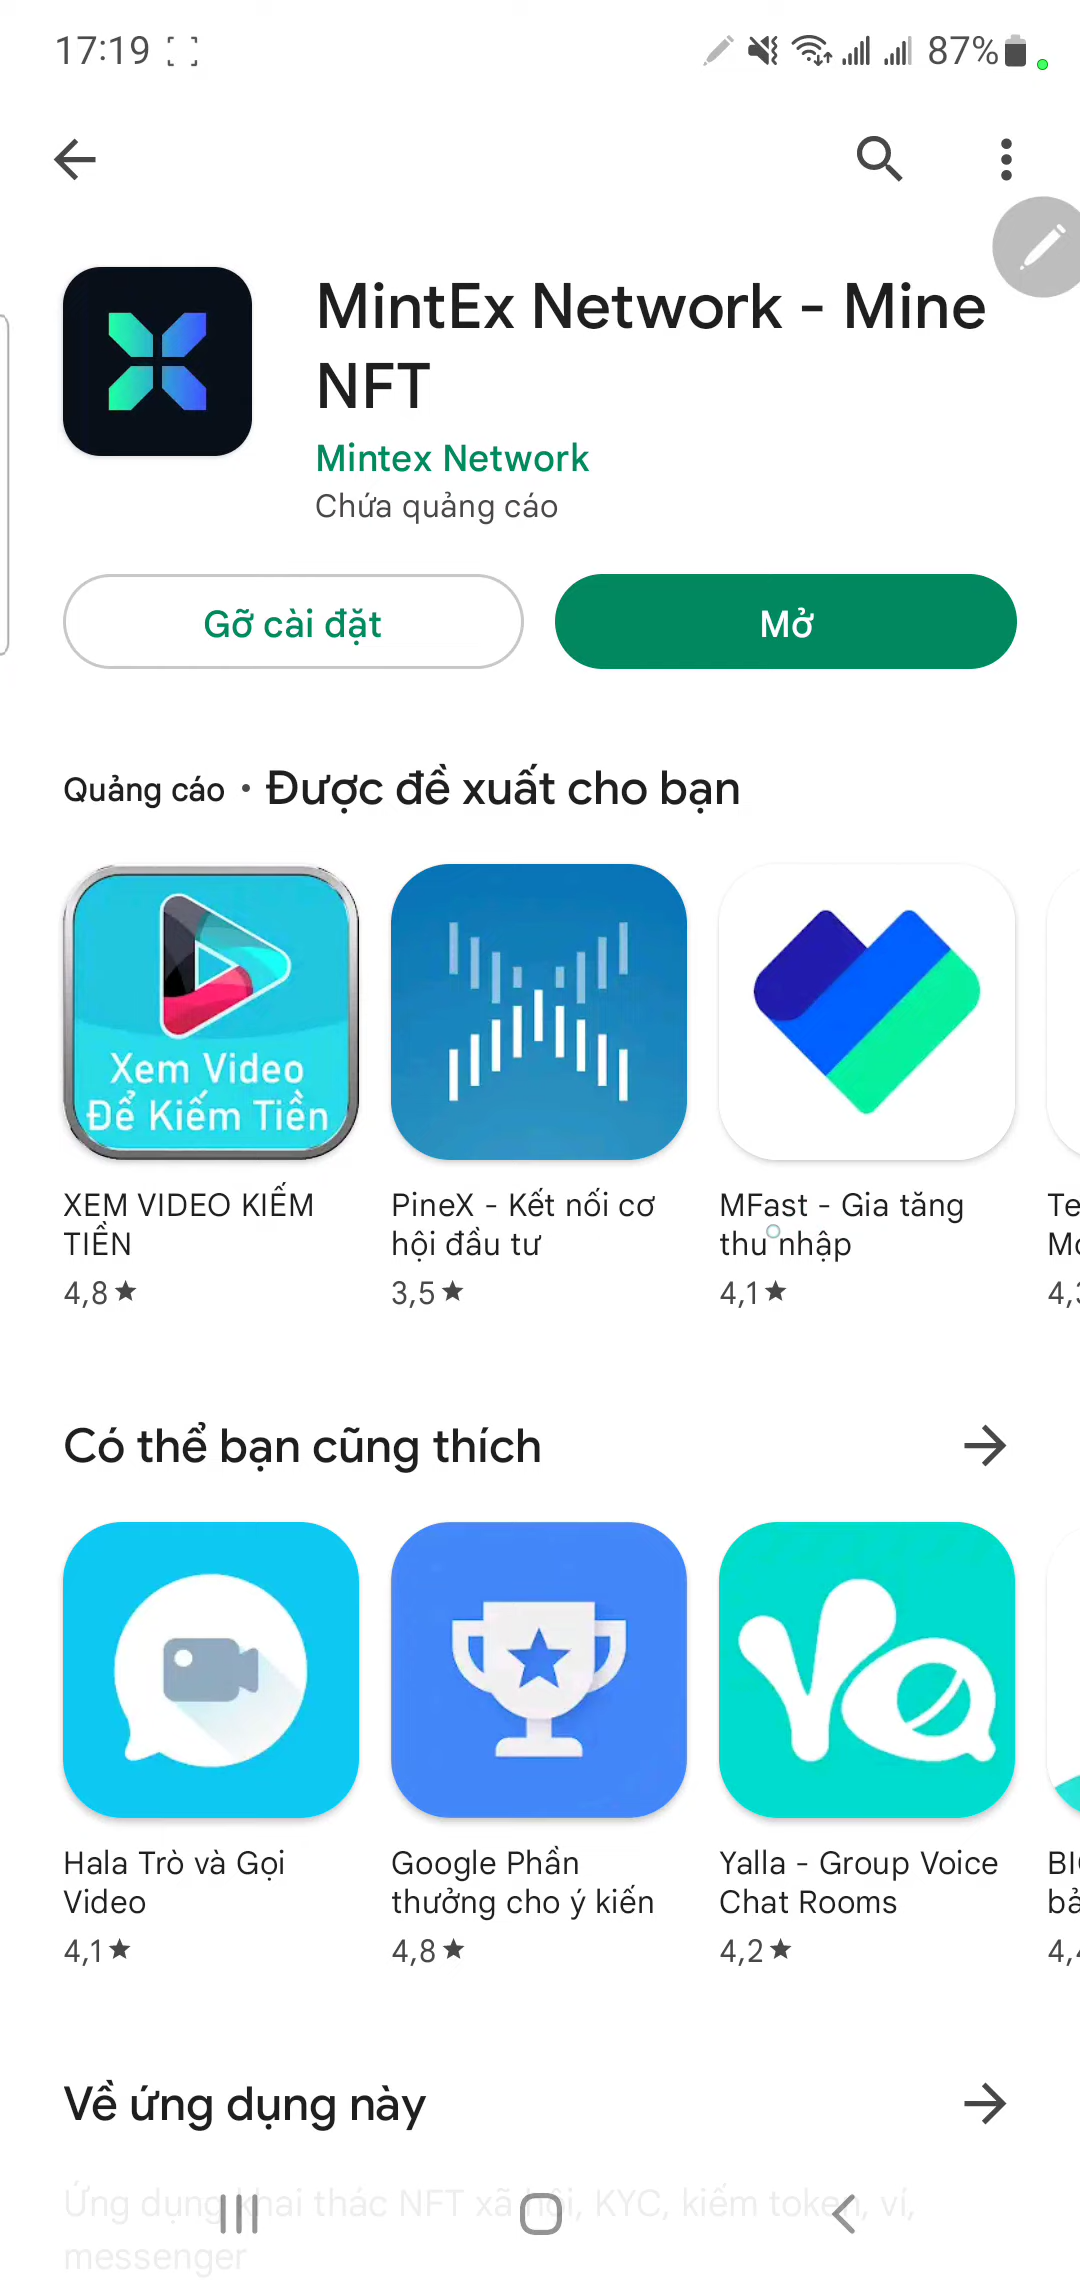 17:19
87%
MintEx Network - Mine
NFT
Mintex Network
Chứa quảng cáo
Gỡ cài đặt
Mở
Quảng cáo • Được đề xuất cho bạn
Xem Video
Để Kiếm Tiền
XEM VIDEO KIẾM
TIỀN
4,8★
PineX - Kết nối cơ
hội đầu tư
3,5★
MFast - Gia tăng
thu nhập
4,1★
Te
4,
Có thể bạn cũng thích
Hala Trò và Gọi
Video
4,1★
Google Phần
thưởng cho ý kiến
4,8★
Yalla - Group Voice
Chat Rooms
4,2★
bả
4,
Về ứng dụng này
Ứng dụng khai thác NFT xã hội, KYC, kiếm token, ví,
messenger